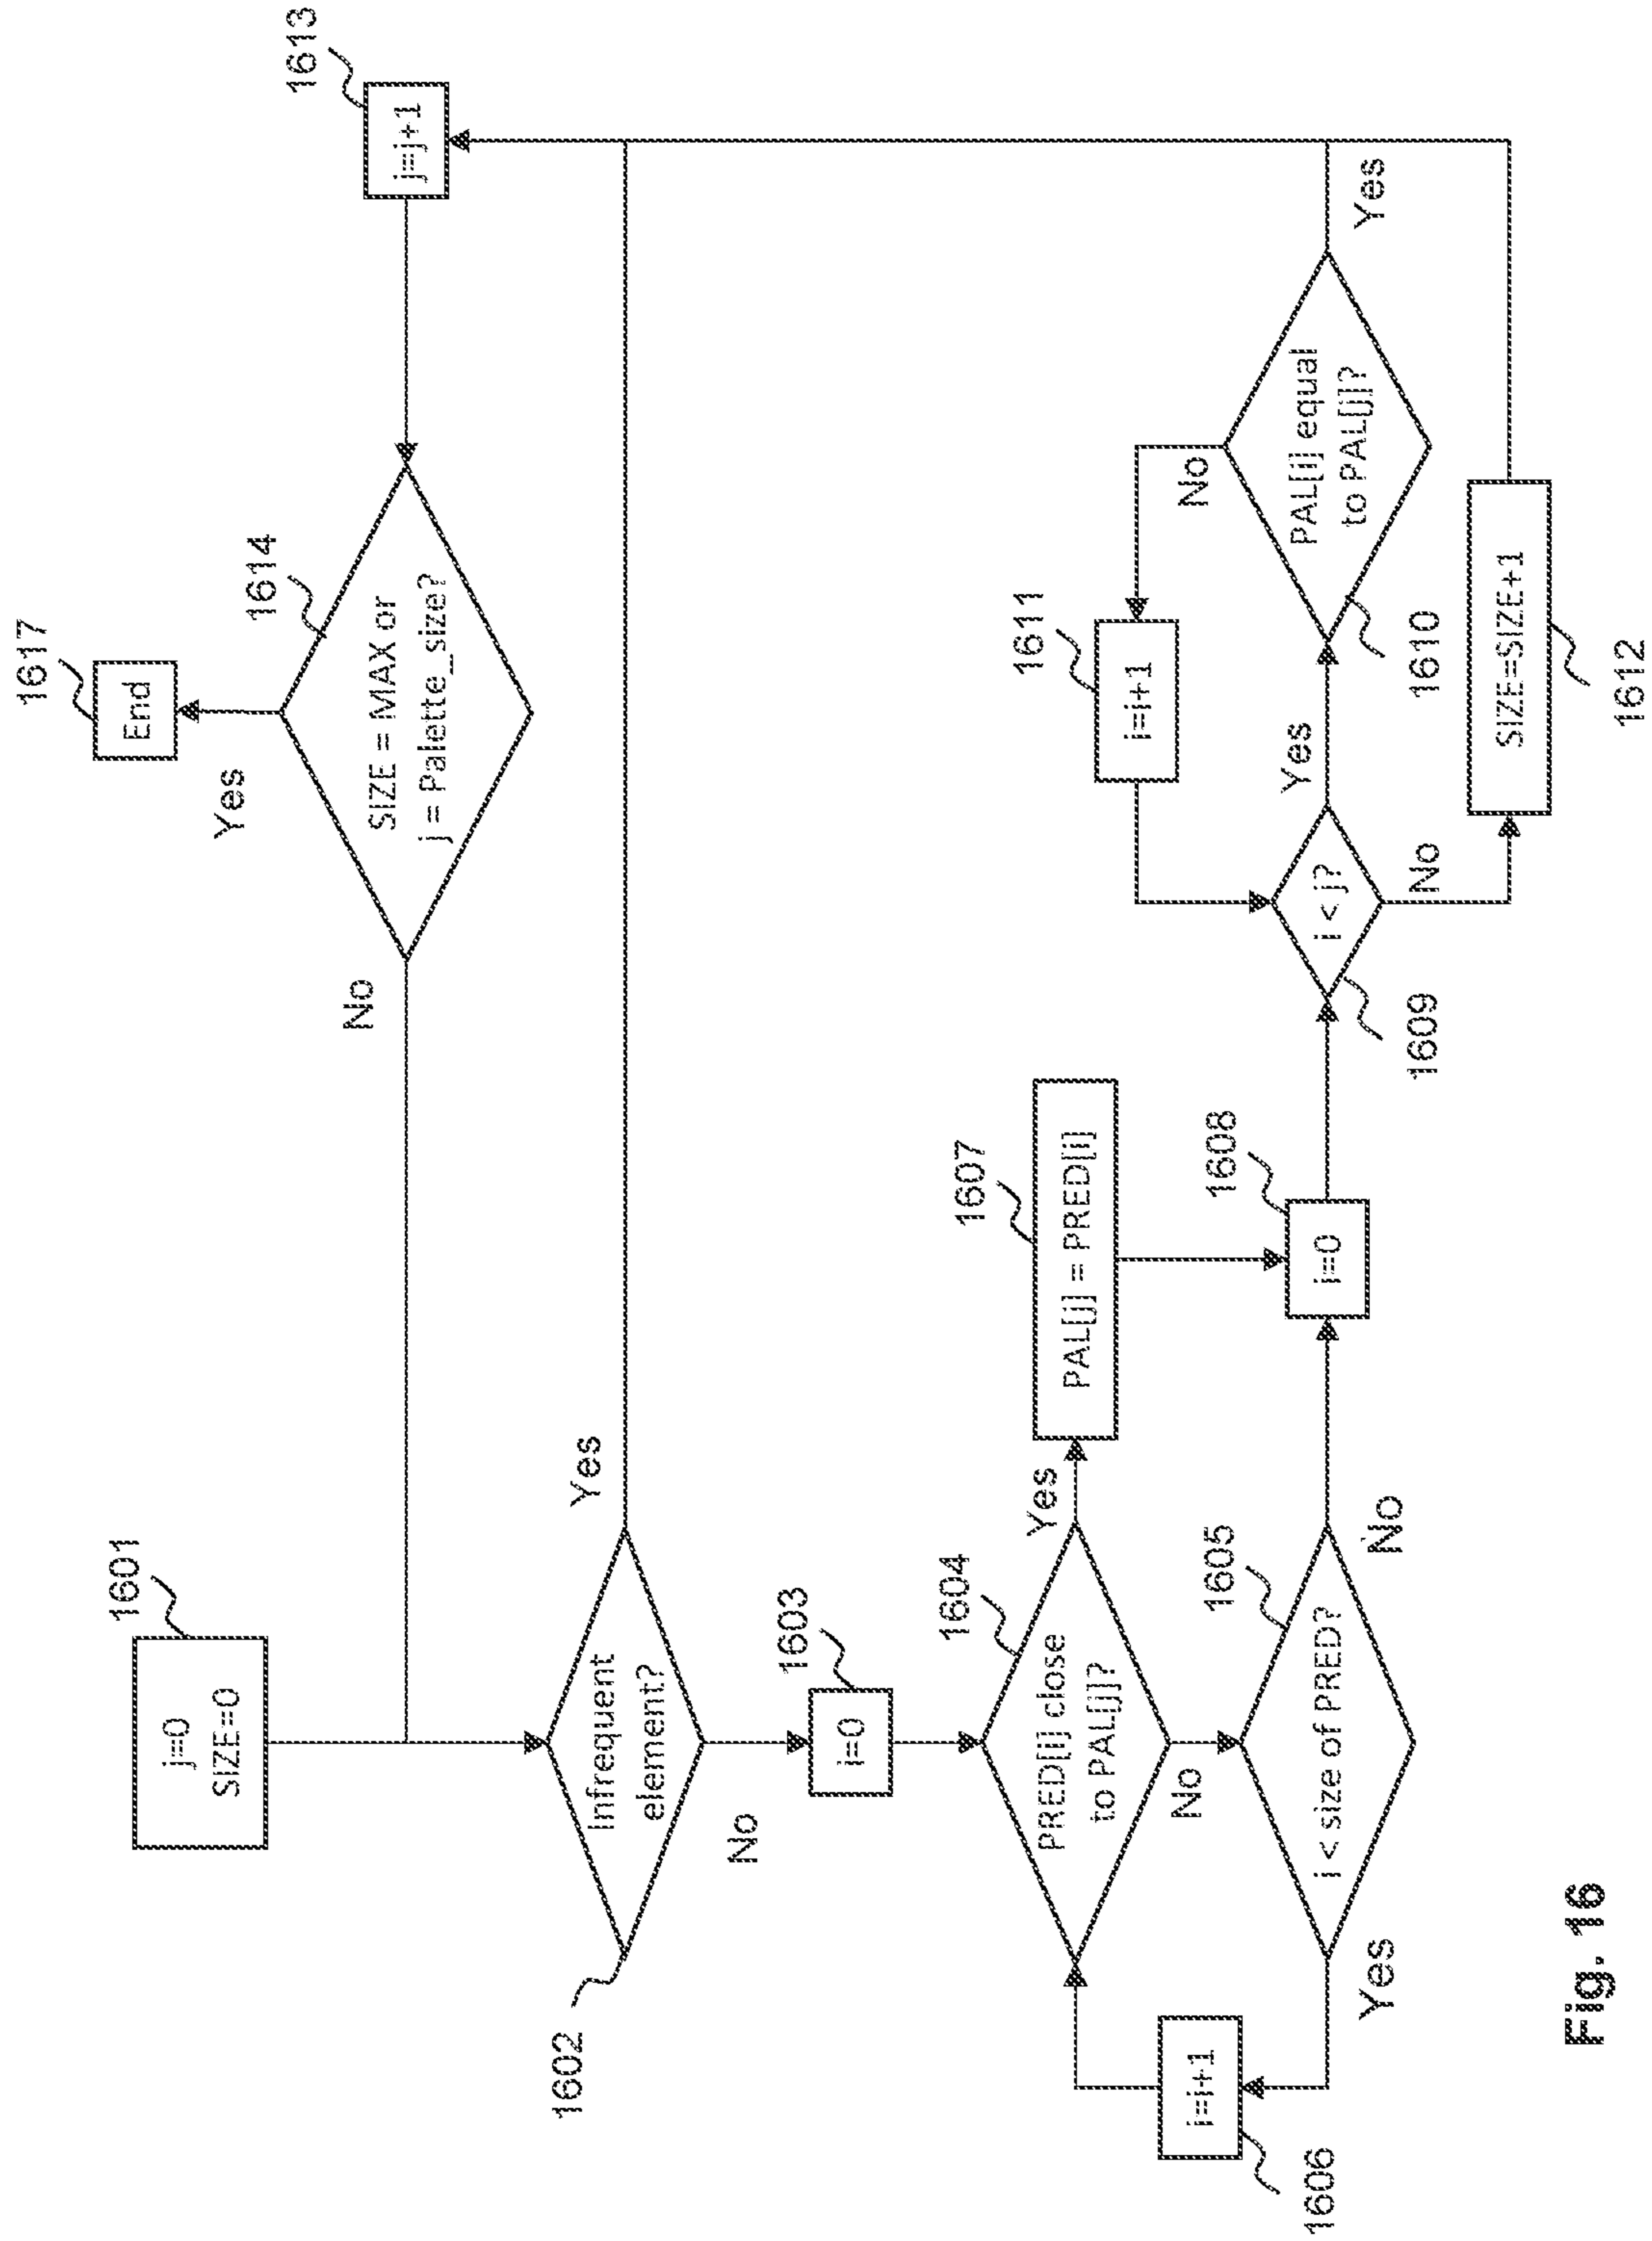 1601
j=0
SIZE=0
1602
Infrequent
element?
Yes
No
1603
i=0
1604
PRED[i] close
to PAL[j]?
Yes
No
1605
i < size of PRED?
Yes
No
1606
i=i+1
1607
PAL[j] = PRED[i]
1608
i=0
1609
i < j?
Yes
No
1610
PAL[i] equal
to PAL[j]?
No
Yes
1611
i=i+1
1612
SIZE=SIZE+1
1613
j=j+1
1614
SIZE = MAX or
j = Palette_size?
Yes
No
1617
End
Fig. 16